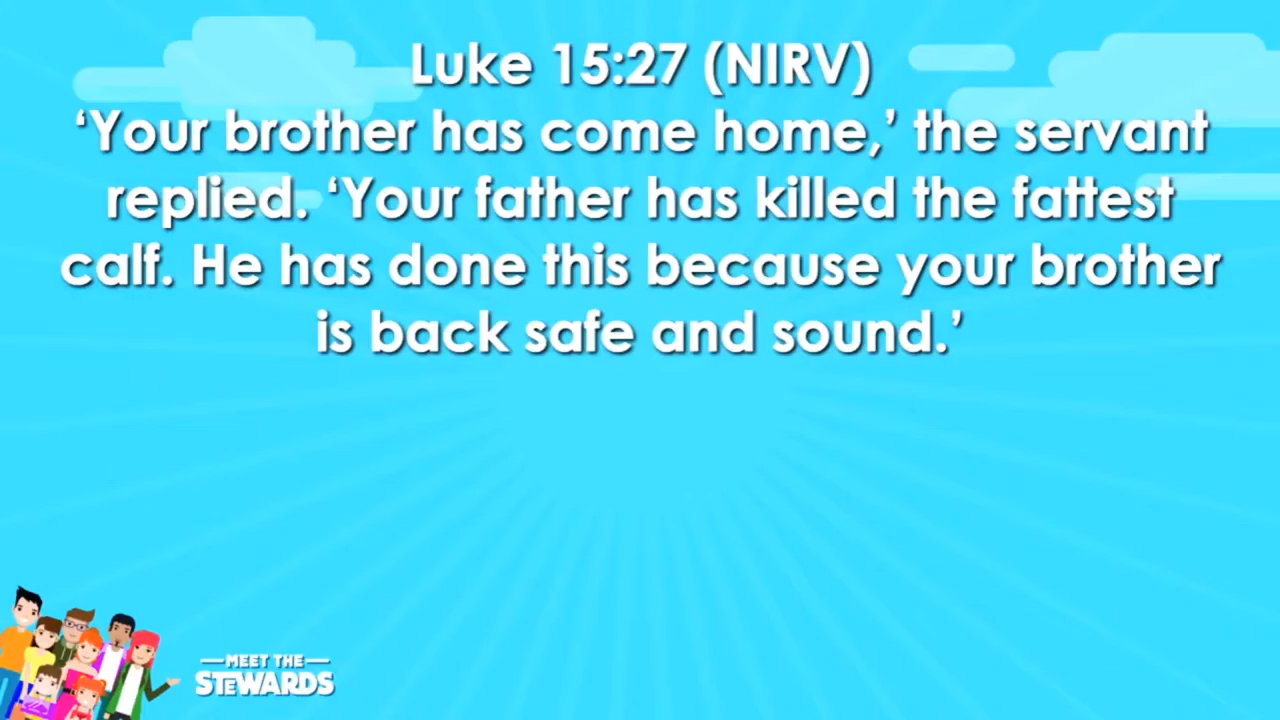 Luke 15:27 (NIRV)
‘Your brother has come home,’ the servant
replied. ‘Your father has killed the fattest
calf. He has done this because your brother
is back safe and sound.’
MEET THE
STEWARDS